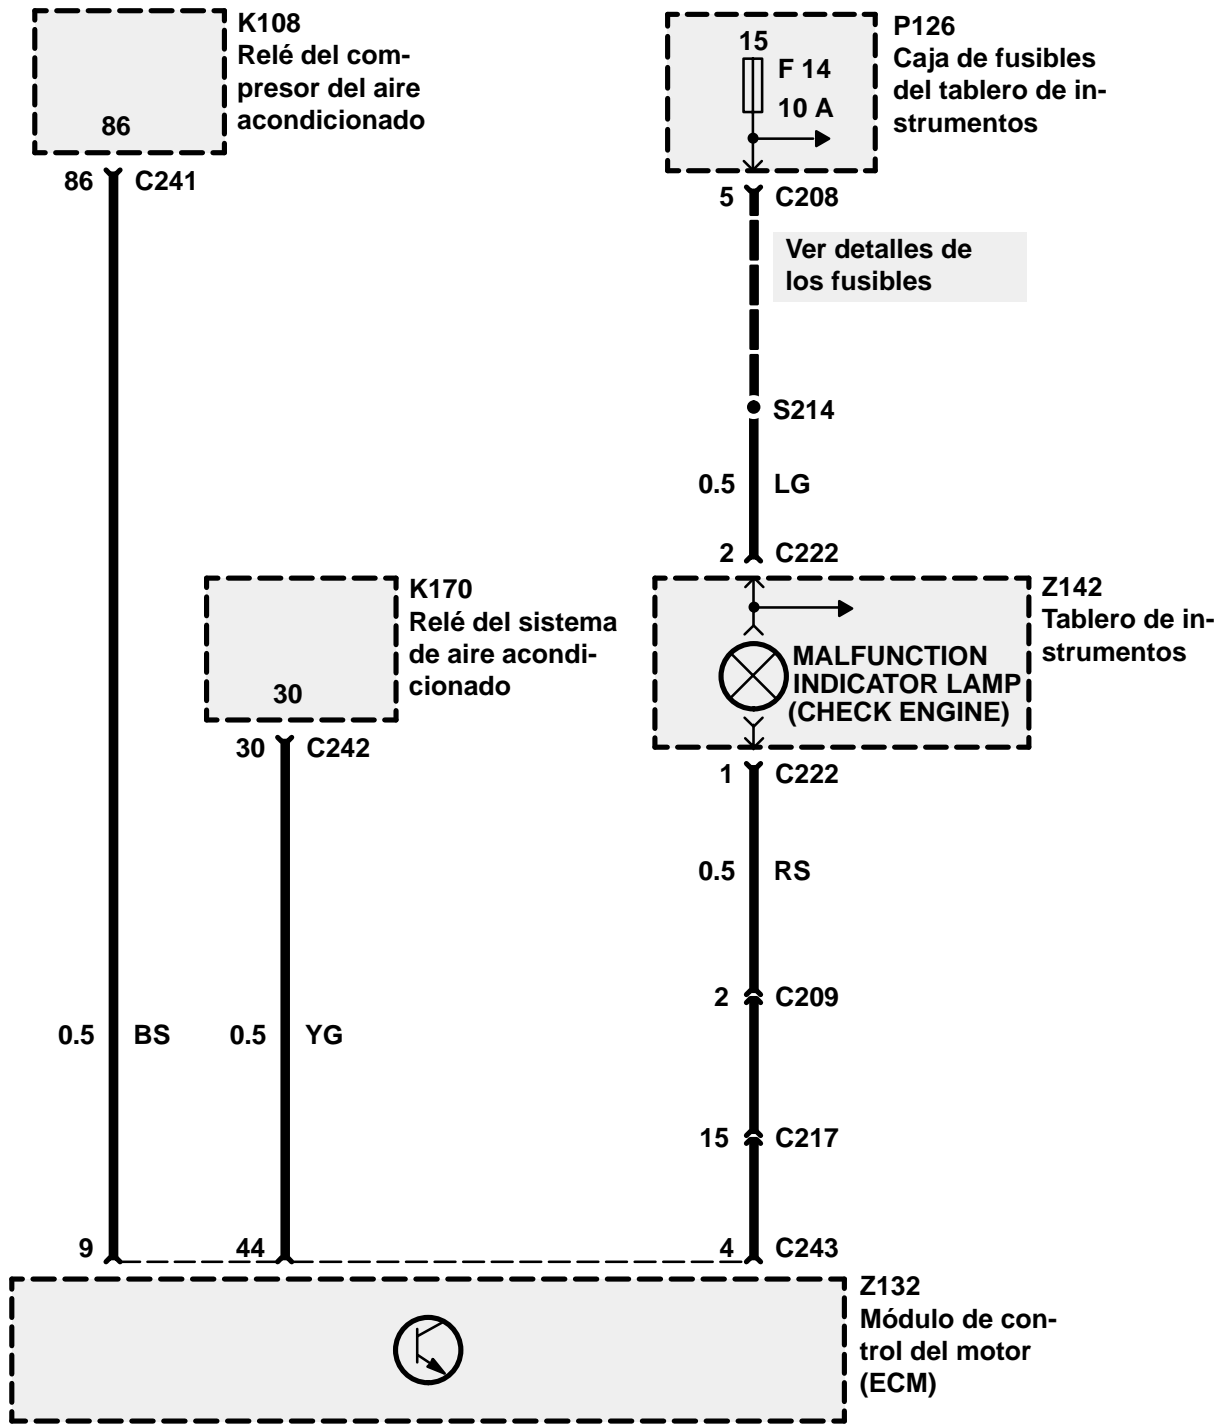 K108
Relé del com-
presor del aire
acondicionado
86
86
C241
P126
Caja de fusibles
del tablero de in-
strumentos
15
F 14
10 A
5
C208
Ver detalles de
los fusibles
S214
0.5
LG
2
C222
K170
Relé del sistema
de aire acondi-
cionado
30
30
C242
Z142
Tablero de in-
strumentos
MALFUNCTION
INDICATOR LAMP
(CHECK ENGINE)
1
C222
0.5
RS
2
C209
0.5
BS
0.5
YG
15
C217
9
44
4
C243
Z132
Módulo de con-
trol del motor
(ECM)